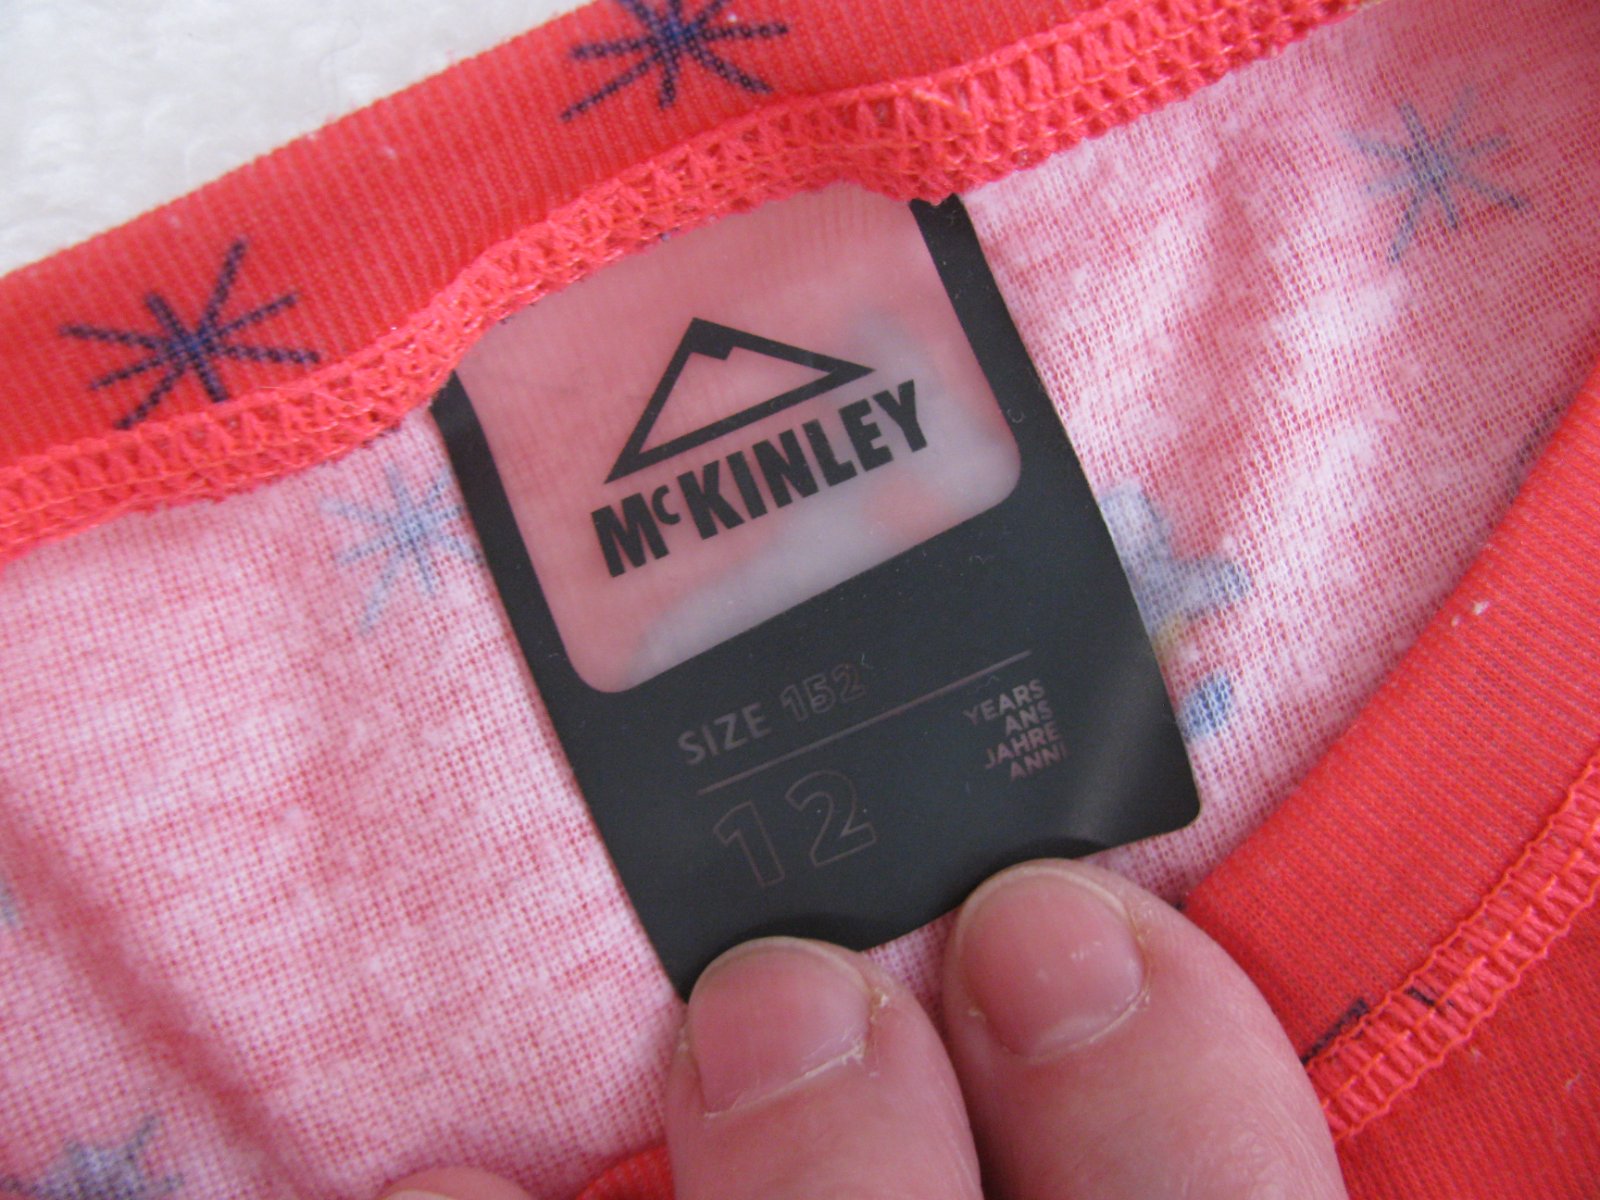 McKINLEY
SIZE 152
12
YEARS
ANS
JAHRE
ANNI